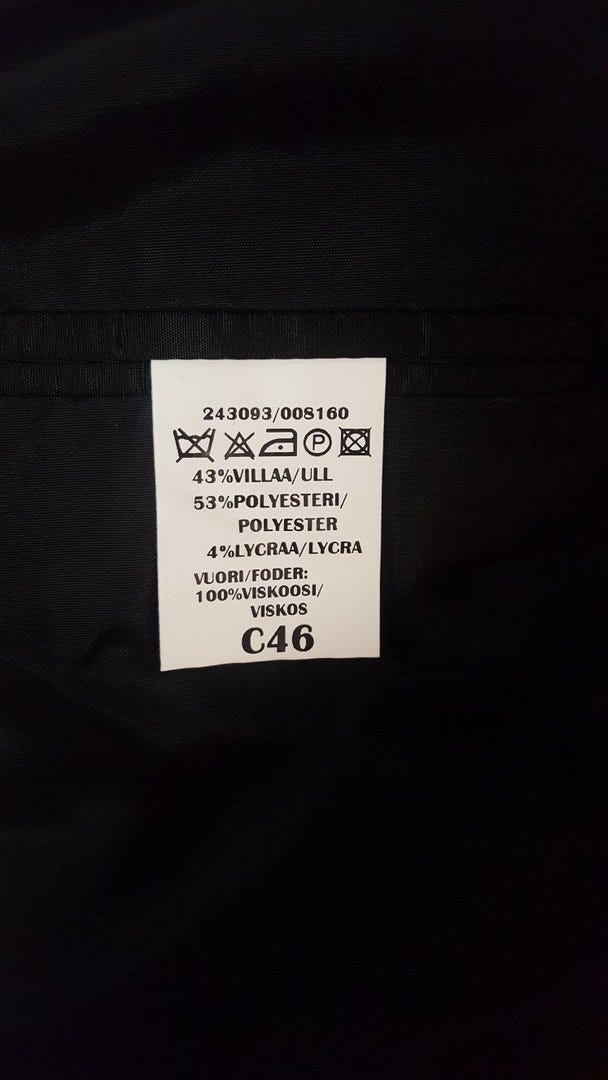 243093/008160
P
43%VILLAA/ULL
53%POLYESTERI/
POLYESTER
4%LYCRAA/LYCRA
VUORI/FODER:
100%VISKOOSI/
VISKOS
C46